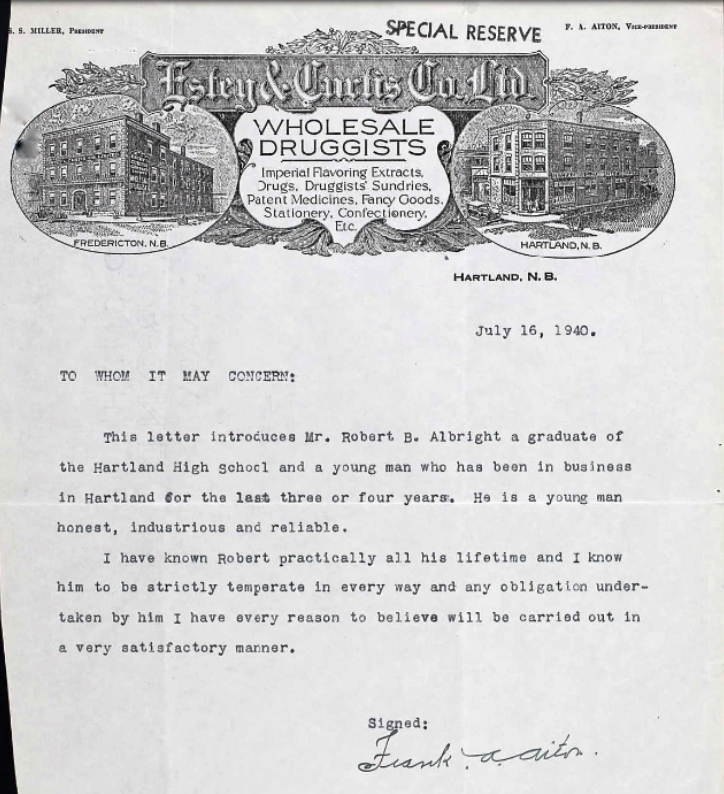 S. S. MILLER, PRESIDENT
SPECIAL RESERVE
F. A. AITON, VICE-PRESIDENT
Estey & Curtis Co. Ltd.
WHOLESALE
DRUGGISTS
Imperial Flavoring Extracts,
Drugs, Druggists' Sundries,
Patent Medicines, Fancy Goods,
Stationery, Confectionery,
Etc.
FREDERICTON, N.B.
HARTLAND, N.B.
HARTLAND, N. B.
July 16, 1940.
TO WHOM IT MAY CONCERN:
This letter introduces Mr. Robert B. Albright a graduate of
the Hartland High School and a young man who has been in business
in Hartland for the last three or four years. He is a young man
honest, industrious and reliable.
I have known Robert practically all his lifetime and I know
him to be strictly temperate in every way and any obligation under-
taken by him I have every reason to believe will be carried out in
a very satisfactory manner.
Signed:
Frank. a. aiton.